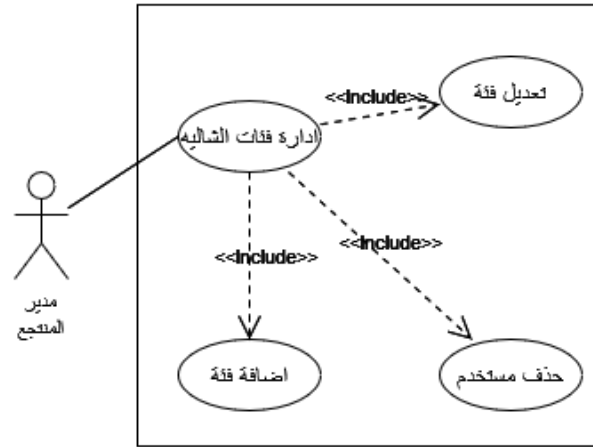 تعديل فئة
<<Include>>
ادارة فئات الشاليه
<<Include>>
<<Include>>
مدير
المنتجع
حذف مستخدم
اضافة فئة